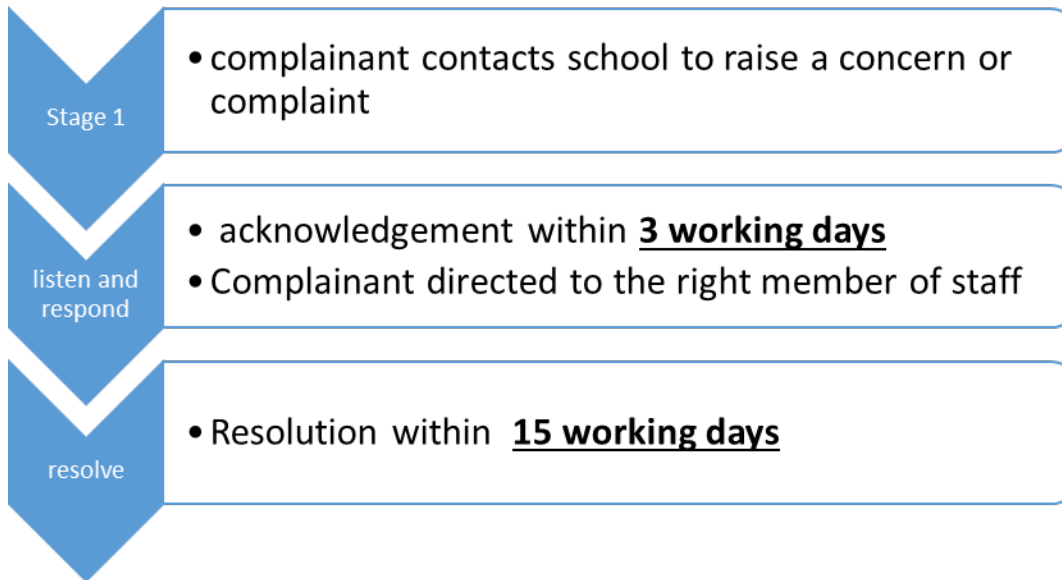 Stage 1
• complainant contacts school to raise a concern or
complaint
listen and
respond
• acknowledgement within 3 working days
• Complainant directed to the right member of staff
resolve
• Resolution within 15 working days